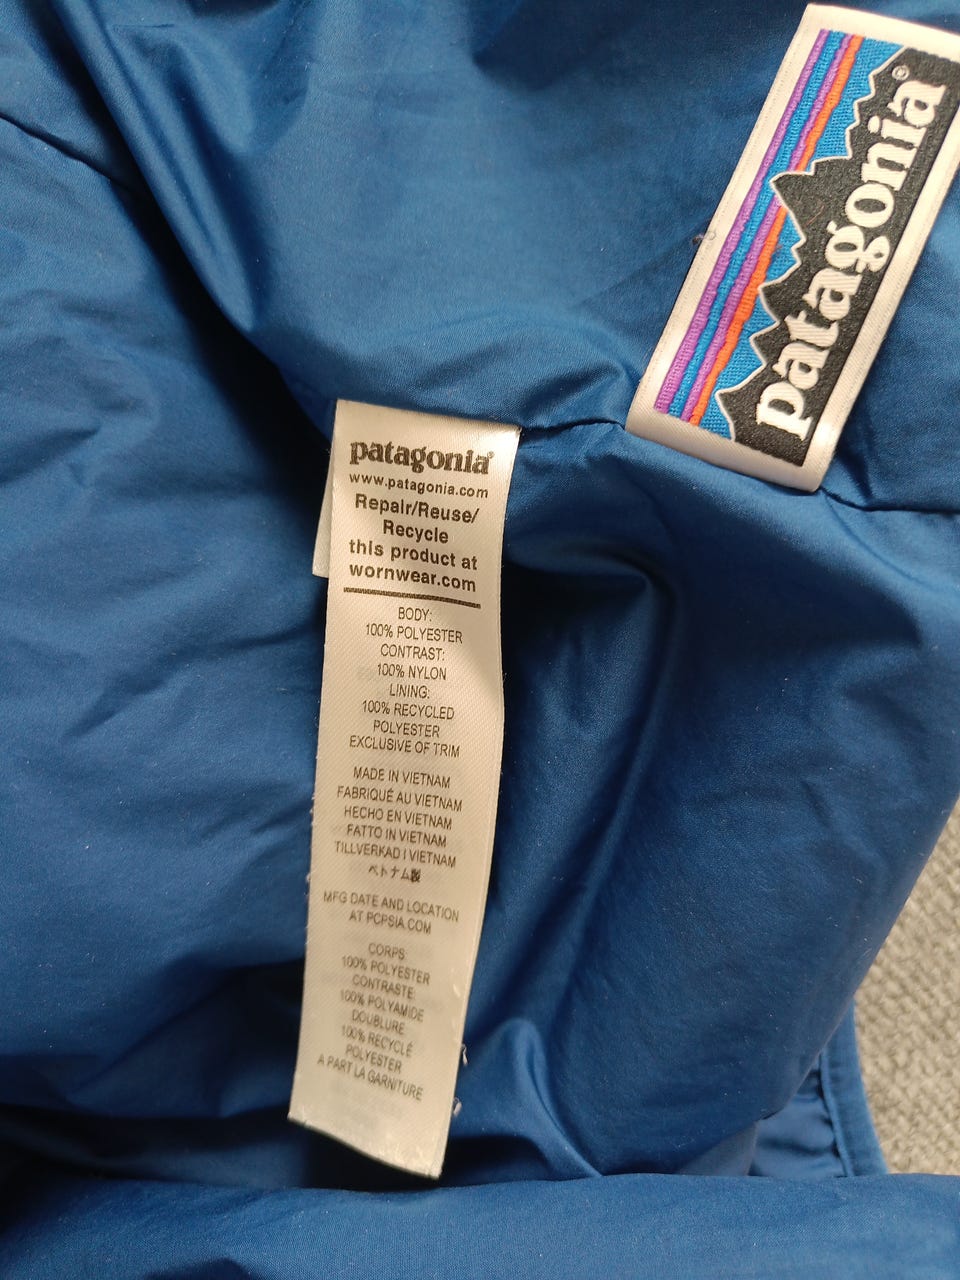 patagonia®
patagonia®
www.patagonia.com
Repair/Reuse/
Recycle
this product at
wornwear.com
BODY:
100% POLYESTER
CONTRAST:
100% NYLON
LINING:
100% RECYCLED
POLYESTER
EXCLUSIVE OF TRIM
MADE IN VIETNAM
FABRIQUÉ AU VIETNAM
HECHO EN VIETNAM
FATTO IN VIETNAM
TILLVERKAD I VIETNAM
ベトナム製
MFG DATE AND LOCATION
AT PCPSIA.COM
CORPS:
100% POLYESTER
CONTRASTE:
100% POLYAMIDE
DOUBLURE:
100% RECYCLÉ
POLYESTER
A PART LA GARNITURE